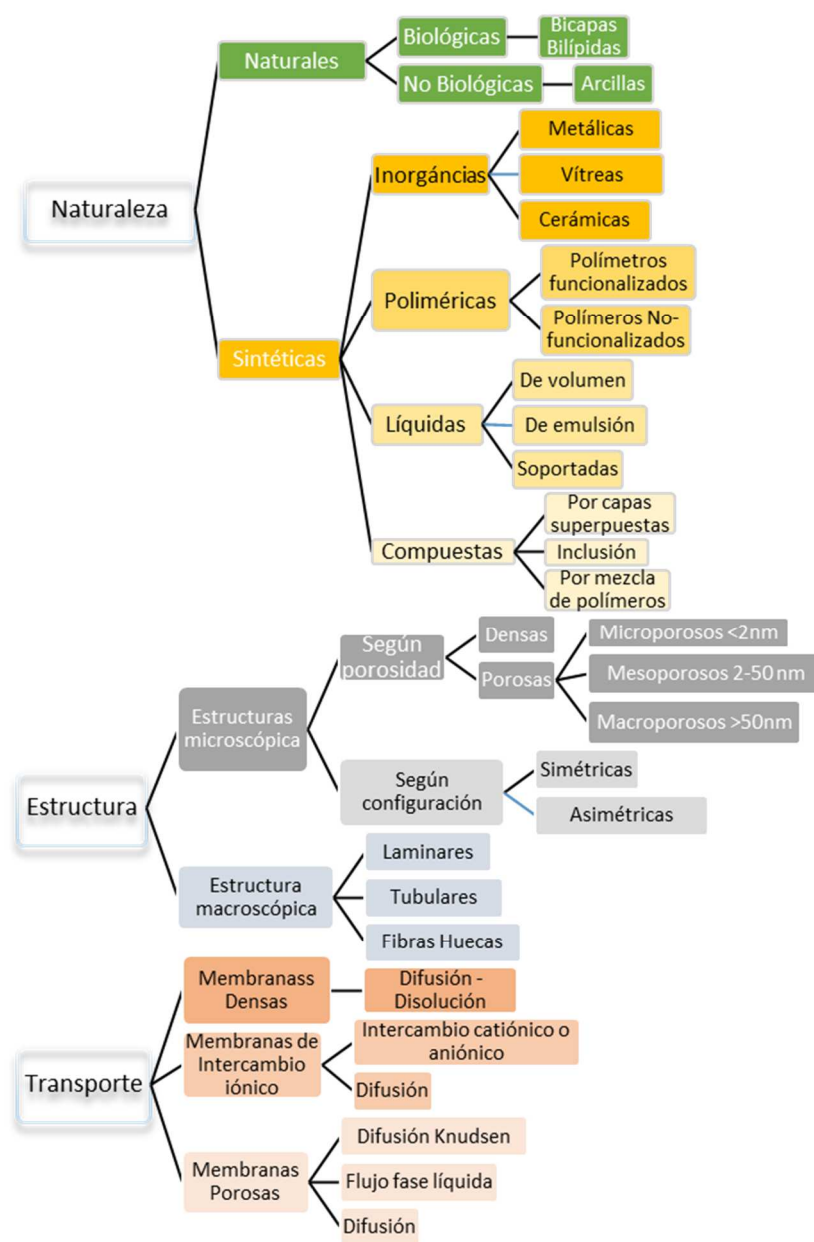 Naturaleza
Naturales
Biológicas
Bicapas
Bilípidas
No Biológicas
Arcillas
Sintéticas
Inorgáncias
Metálicas
Vítreas
Cerámicas
Poliméricas
Polímetros
funcionalizados
Polímeros No-
funcionalizados
Líquidas
De volumen
De emulsión
Soportadas
Compuestas
Por capas
superpuestas
Inclusión
Por mezcla
de polímeros
Estructura
Estructuras
microscópica
Según
porosidad
Densas
Porosas
Microporosos <2nm
Mesoporosos 2-50 nm
Macroporosos >50nm
Según
configuración
Simétricas
Asimétricas
Estructura
macroscópica
Laminares
Tubulares
Fibras Huecas
Transporte
Membranass
Densas
Difusión -
Disolución
Membranas de
Intercambio
iónico
Intercambio catiónico o
aniónico
Difusión
Membranas
Porosas
Difusión Knudsen
Flujo fase líquida
Difusión